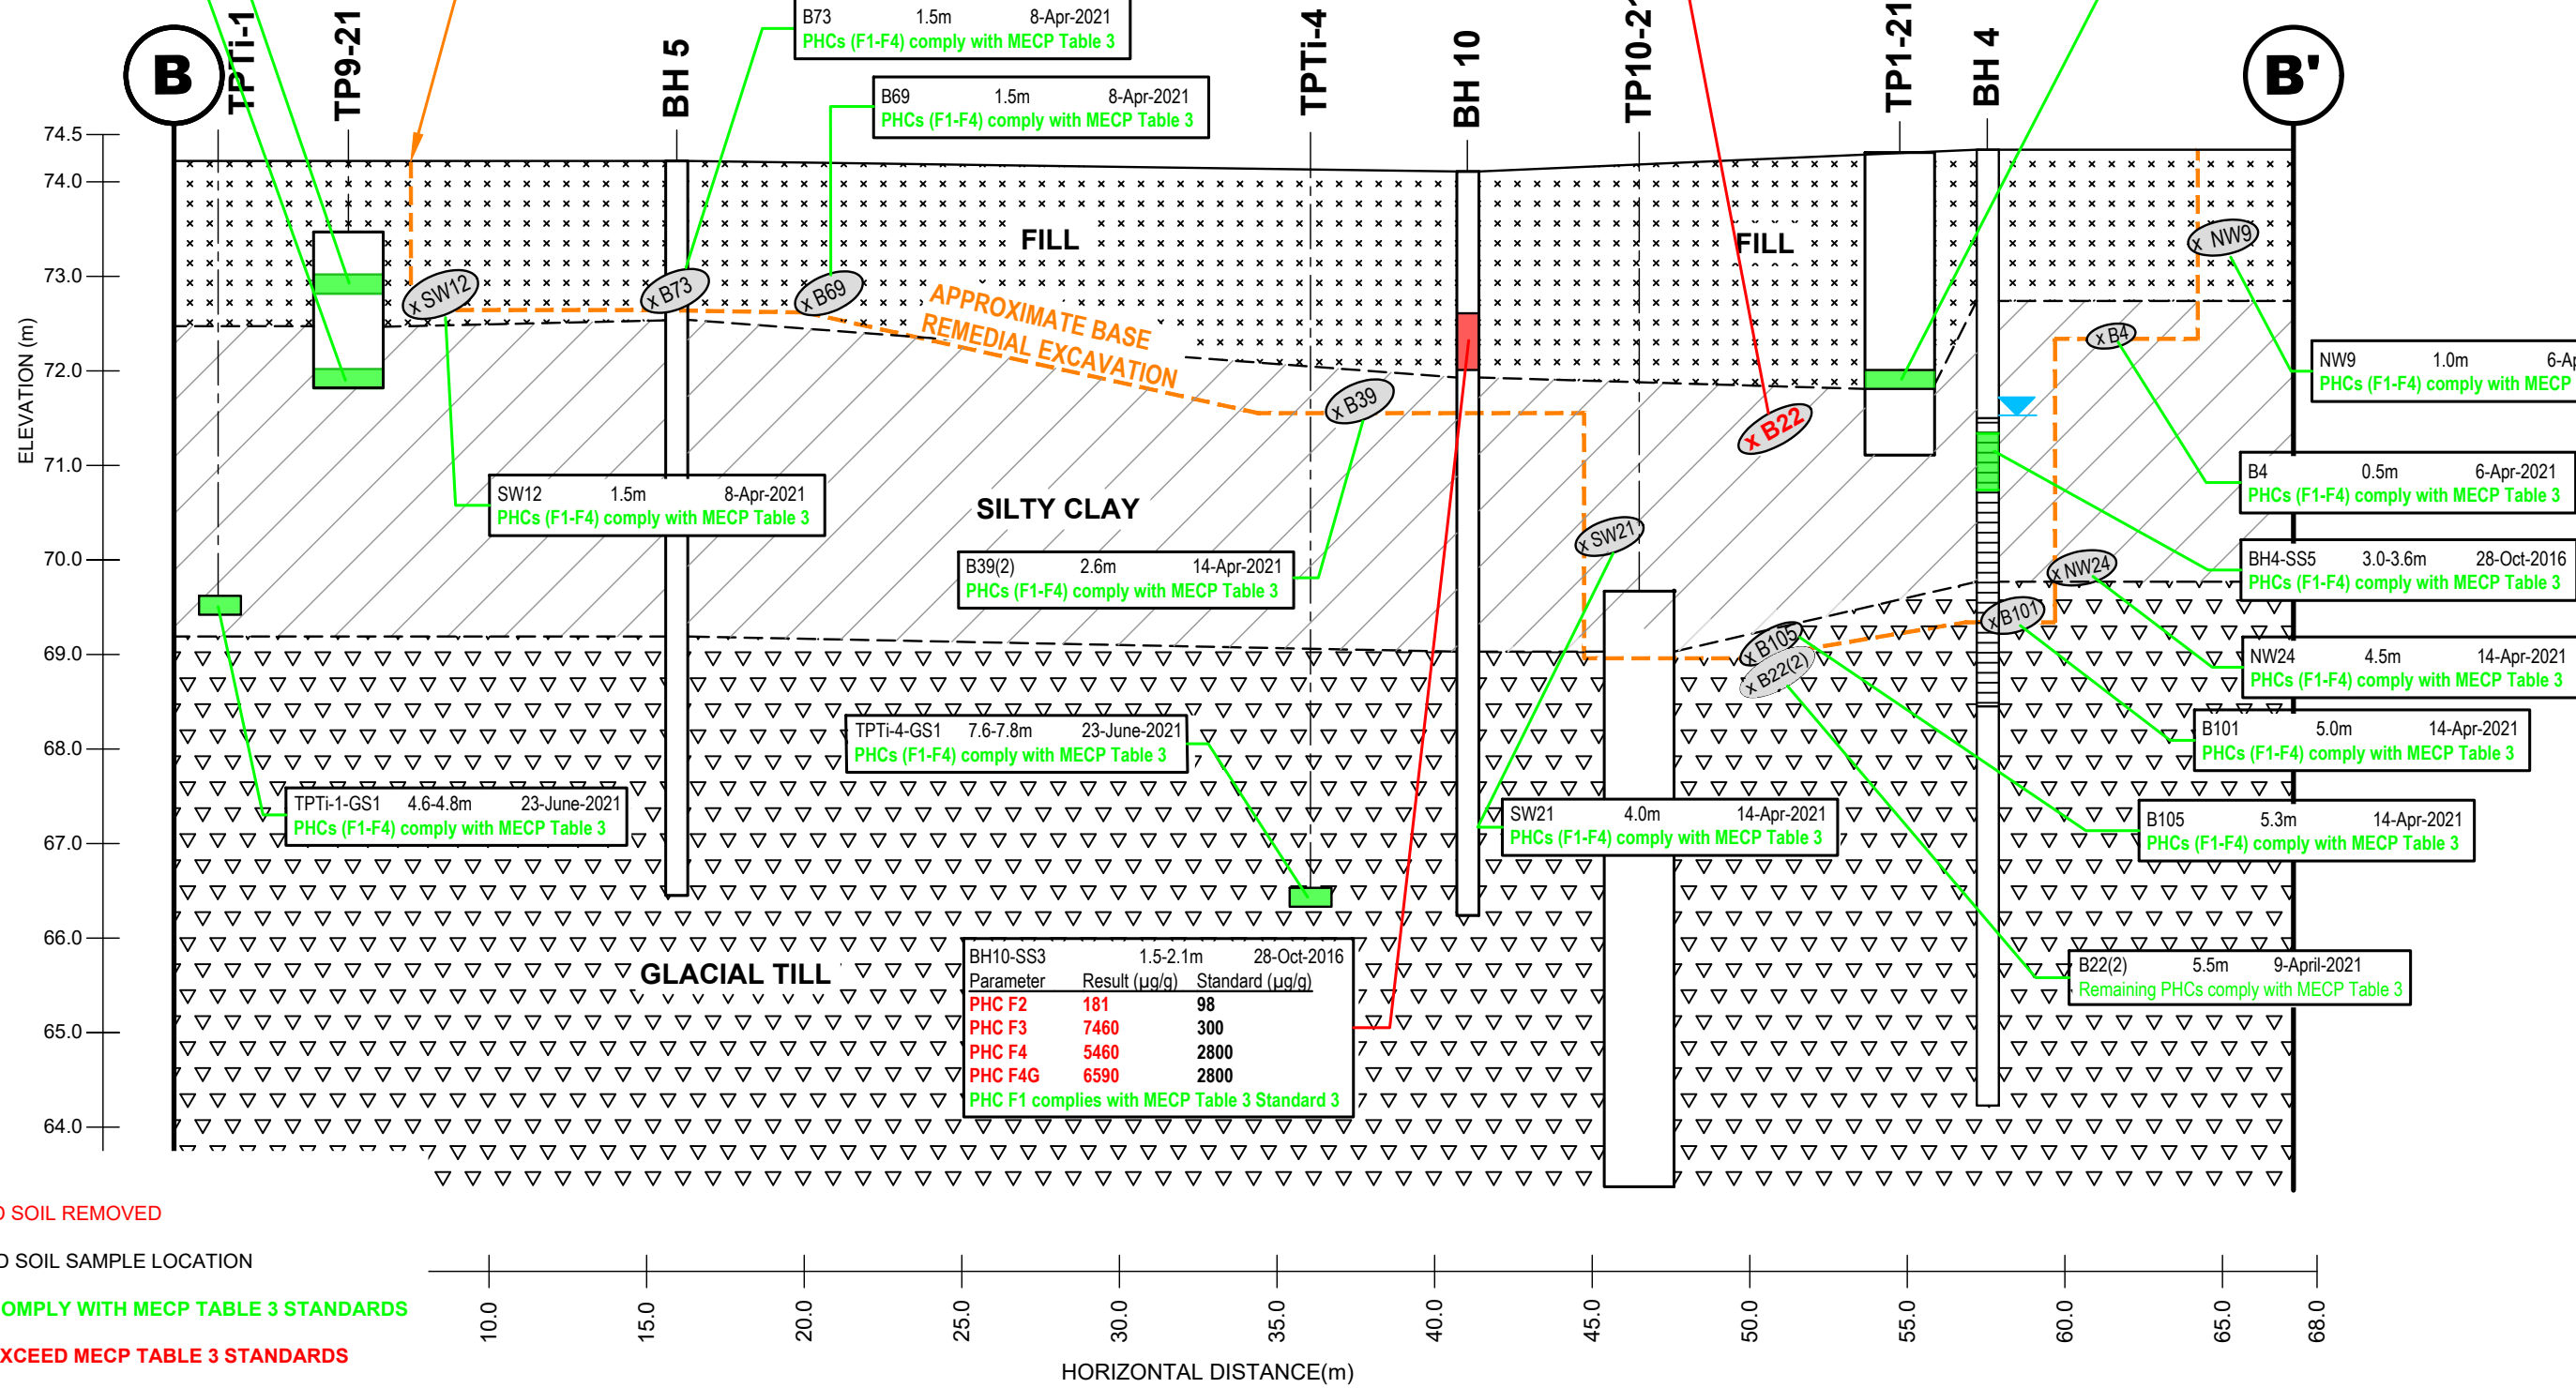 B73 1.5m 8-Apr-2021
PHCs (F1-F4) comply with MECP Table 3
B
TPTi-1
TP9-21
BH 5
TPTi-4
BH 10
TP10-21
TP1-21
BH 4
B'
B69 1.5m 8-Apr-2021
PHCs (F1-F4) comply with MECP Table 3
74.5
74.0
73.0
72.0
71.0
70.0
69.0
68.0
67.0
66.0
65.0
64.0
ELEVATION (m)
FILL
FILL
x NW9
x SW12
x B73
x B69
APPROXIMATE BASE
REMEDIAL EXCAVATION
x B4
NW9 1.0m
PHCs (F1-F4) comply with MECP
x B39
x B22
B4 0.5m 6-Apr-2021
PHCs (F1-F4) comply with MECP Table 3
SW12 1.5m 8-Apr-2021
PHCs (F1-F4) comply with MECP Table 3
SILTY CLAY
x SW21
BH4-SS5 3.0-3.6m 28-Oct-2016
PHCs (F1-F4) comply with MECP Table 3
B39(2) 2.6m 14-Apr-2021
PHCs (F1-F4) comply with MECP Table 3
x NW24
x B101
x B105
x B22(2)
NW24 4.5m 14-Apr-2021
PHCs (F1-F4) comply with MECP Table 3
B101 5.0m 14-Apr-2021
PHCs (F1-F4) comply with MECP Table 3
TPTi-4-GS1 7.6-7.8m 23-June-2021
PHCs (F1-F4) comply with MECP Table 3
TPTi-1-GS1 4.6-4.8m 23-June-2021
PHCs (F1-F4) comply with MECP Table 3
SW21 4.0m 14-Apr-2021
PHCs (F1-F4) comply with MECP Table 3
B105 5.3m 14-Apr-2021
PHCs (F1-F4) comply with MECP Table 3
GLACIAL TILL
BH10-SS3 1.5-2.1m 28-Oct-2016
Parameter Result (µg/g) Standard (µg/g)
PHC F2 181 98
PHC F3 7460 300
PHC F4 5460 2800
PHC F4G 6590 2800
PHC F1 complies with MECP Table 3 Standard 3
B22(2) 5.5m 9-April-2021
Remaining PHCs comply with MECP Table 3
SOIL REMOVED
SOIL SAMPLE LOCATION
OMPLY WITH MECP TABLE 3 STANDARDS
XCEED MECP TABLE 3 STANDARDS
10.0 15.0 20.0 25.0 30.0 35.0 40.0 45.0 50.0 55.0 60.0 65.0 68.0
HORIZONTAL DISTANCE(m)